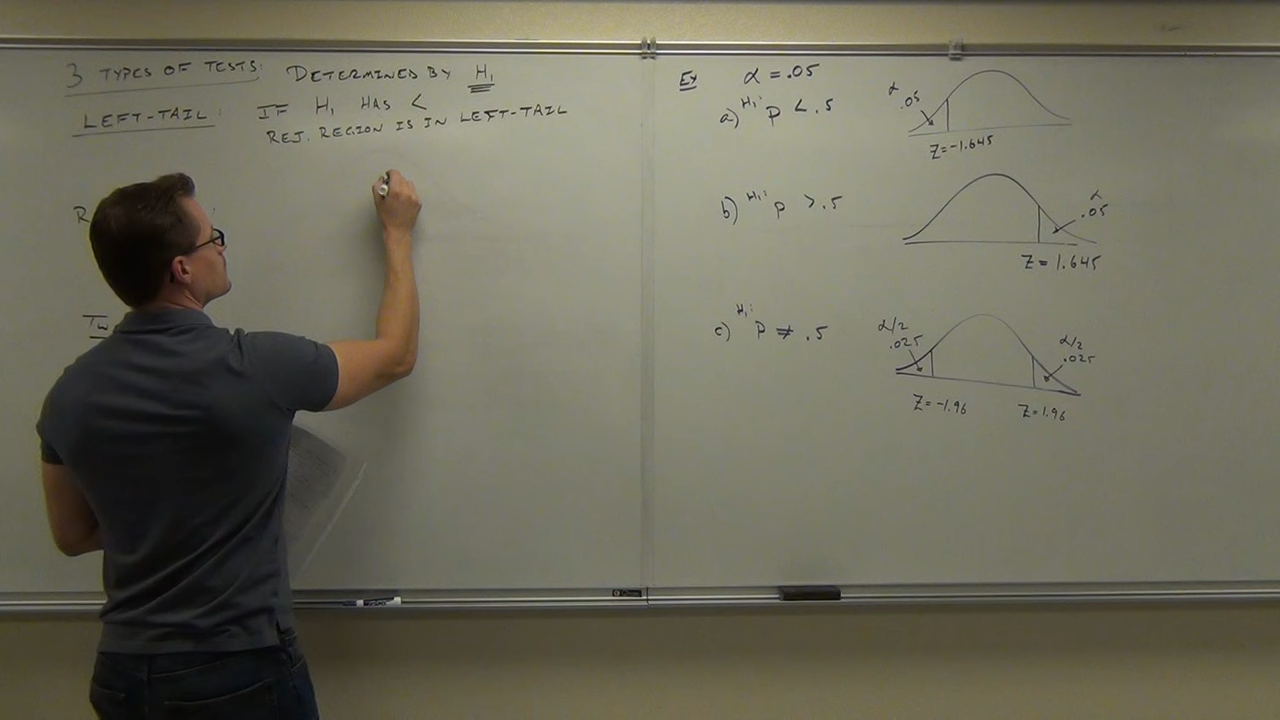 3 TYPES OF TESTS: DETERMINED BY H₁
LEFT-TAIL: IF H₁ HAS <
REJ. REGION IS IN LEFT-TAIL
Ex α = .05
a) H₁: p < .5
α .05
Z = -1.645
b) H₁: p > .5
α .05
Z = 1.645
c) H₁: p ≠ .5
α/2 .025
α/2 .025
Z = -1.96
Z = 1.96
EXPO